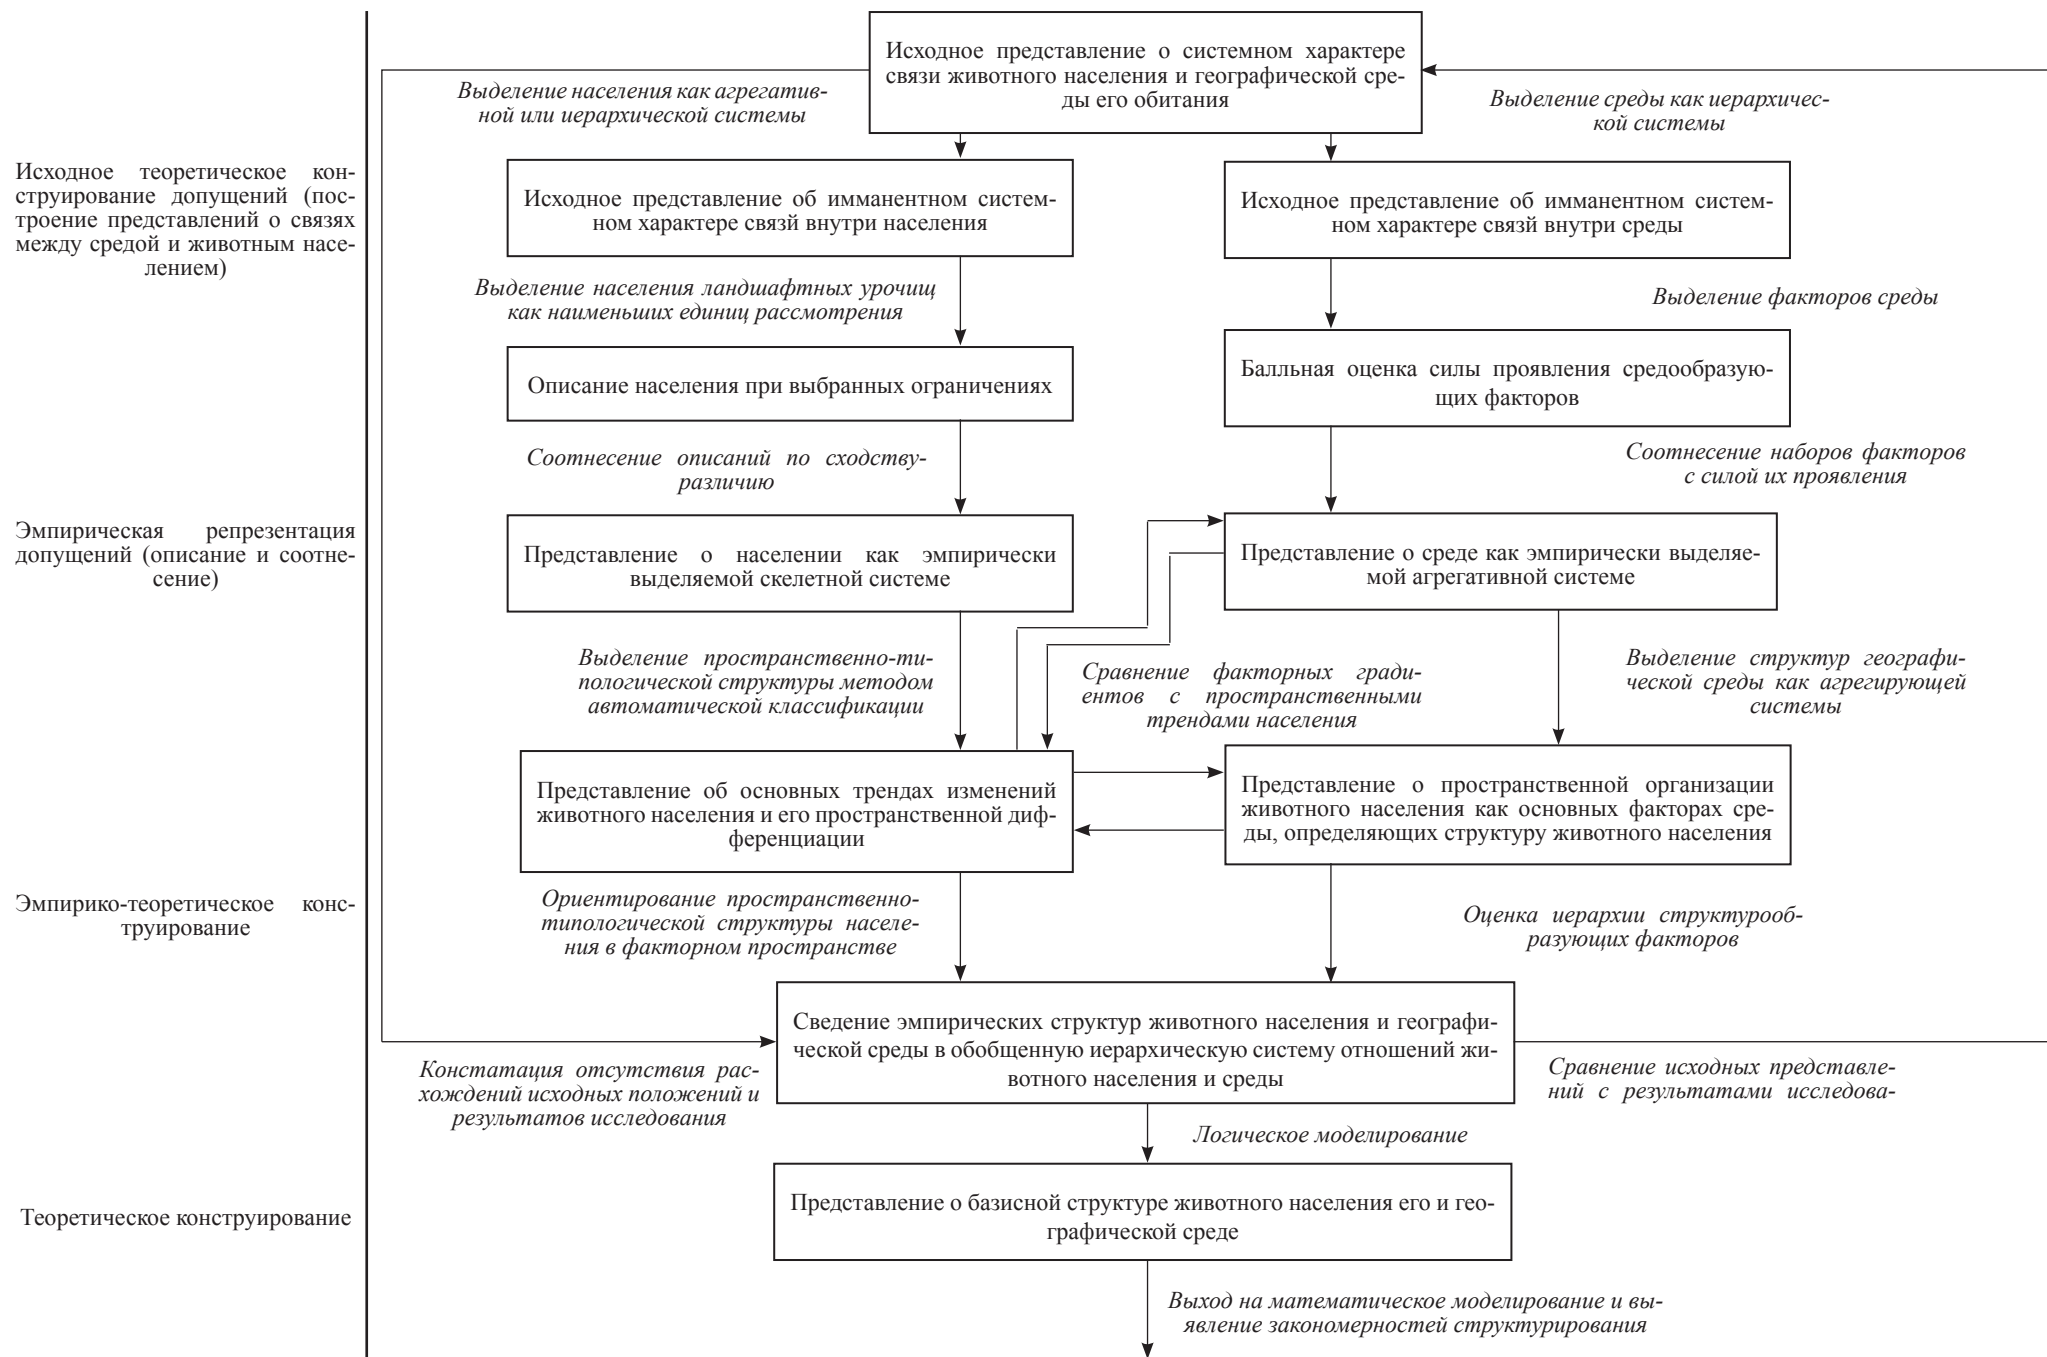 Исходное представление о системном характере
связи животного населения и географической сре-
ды его обитания
Выделение населения как агрегатив-
ной или иерархической системы
Выделение среды как иерархичес-
кой системы
Исходное теоретическое кон-
струирование допущений (пос-
троение представлений о связях
между средой и животным насе-
лением)
Исходное представление об имманентном систем-
ном характере связй внутри населения
Исходное представление об имманентном систем-
ном характере связй внутри среды
Выделение населения ландшафтных урочищ
как наименьших единиц рассмотрения
Выделение факторов среды
Описание населения при выбранных ограничениях
Балльная оценка силы проявления средообразую-
щих факторов
Соотнесение описаний по сходству-
различию
Соотнесение наборов факторов
с силой их проявления
Эмпирическая репрезентация
допущений (описание и соотне-
сение)
Представление о населении как эмпирически
выделяемой скелетной системе
Представление о среде как эмпирически выделяе-
мой агрегативной системе
Выделение пространственно-ти-
пологической структуры методом
автоматической классификации
Сравнение факторных гради-
ентов с пространственными
трендами населения
Выделение структур географи-
ческой среды как агрегирующей
системы
Представление об основных трендах изменений
животного населения и его пространственной диф-
ференциации
Представление о пространственной организации
животного населения как основных факторах сре-
ды, определяющих структуру животного населения
Эмпирико-теоретическое конс-
труирование
Ориентирование пространственно-
типологической структуры населе-
ния в факторном пространстве
Оценка иерархии структурооб-
разующих факторов
Сведение эмпирических структур животного населения и географи-
ческой среды в обобщенную иерархическую систему отношений жи-
вотного населения и среды
Констатация отсутствия рас-
хождений исходных положений и
результатов исследования
Сравнение исходных представле-
ний с результатами исследова-
Логическое моделирование
Теоретическое конструирование
Представление о базисной структуре животного населения его и гео-
графической среде
Выход на математическое моделирование и вы-
явление закономерностей структурирования